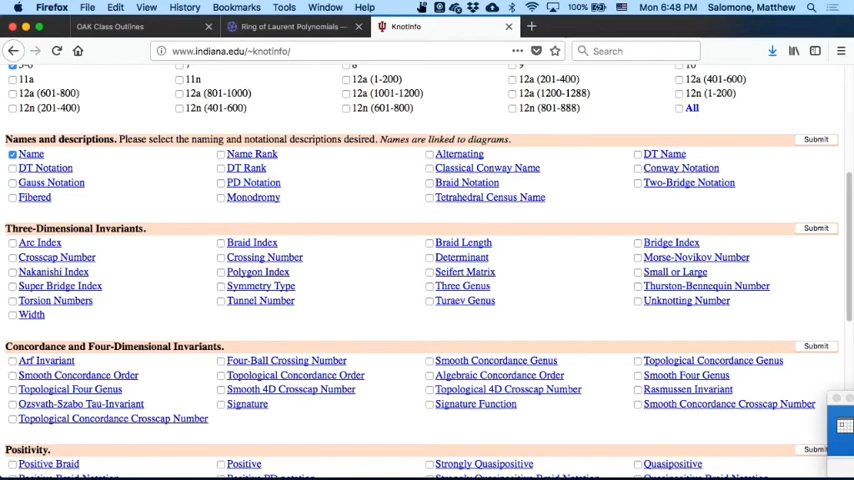 Firefox File Edit View History Bookmarks Tools Window Help 100% Salomone, Matthew Mon 6:48 PM
OAK Class Outlines Ring of Laurent Polynomials — KnotInfo
www.indiana.edu/~knotinfo/ Search
3-6 7 8 9 10
11a 11n 12a (1-200) 12a (201-400) 12a (401-600)
12a (601-800) 12a (801-1000) 12a (1001-1200) 12a (1200-1288) 12n (1-200)
12n (201-400) 12n (401-600) 12n (601-800) 12n (801-888) All
Names and descriptions. Please select the naming and notational descriptions desired. Names are linked to diagrams. Submit
Name Name Rank Alternating DT Name
DT Notation DT Rank Classical Conway Name Conway Notation
Gauss Notation PD Notation Braid Notation Two-Bridge Notation
Fibered Monodromy Tetrahedral Census Name
Three-Dimensional Invariants. Submit
Arc Index Braid Index Braid Length Bridge Index
Crosscap Number Crossing Number Determinant Morse-Novikov Number
Nakanishi Index Polygon Index Seifert Matrix Small or Large
Super Bridge Index Symmetry Type Three Genus Thurston-Bennequin Number
Torsion Numbers Tunnel Number Turaev Genus Unknotting Number
Width
Concordance and Four-Dimensional Invariants. Submit
Arf Invariant Four-Ball Crossing Number Smooth Concordance Genus Topological Concordance Genus
Smooth Concordance Order Topological Concordance Order Algebraic Concordance Order Smooth Four Genus
Topological Four Genus Smooth 4D Crosscap Number Topological 4D Crosscap Number Rasmussen Invariant
Ozsvath-Szabo Tau-Invariant Signature Signature Function Smooth Concordance Crosscap Number
Topological Concordance Crosscap Number
Positivity. Submit
Positive Braid Positive Strongly Quasipositive Quasipositive